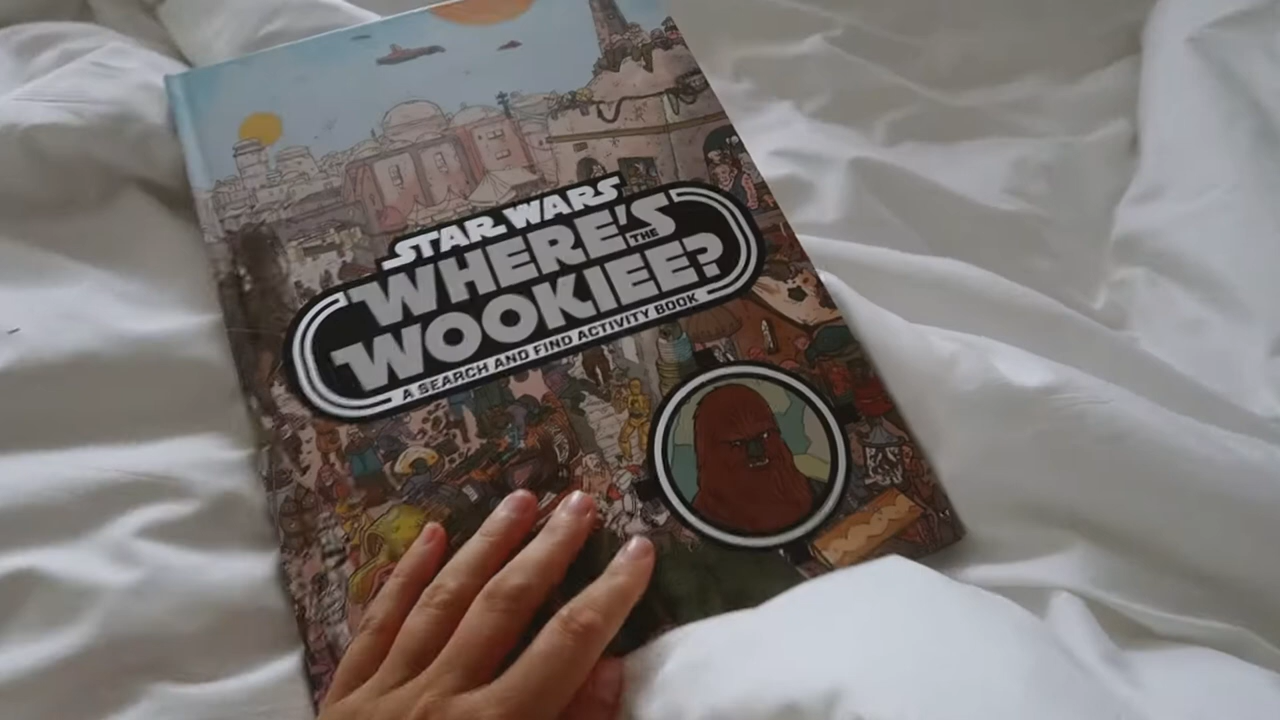 STAR WARS
WHERE'S THE
WOOKIEE?
A SEARCH AND FIND ACTIVITY BOOK